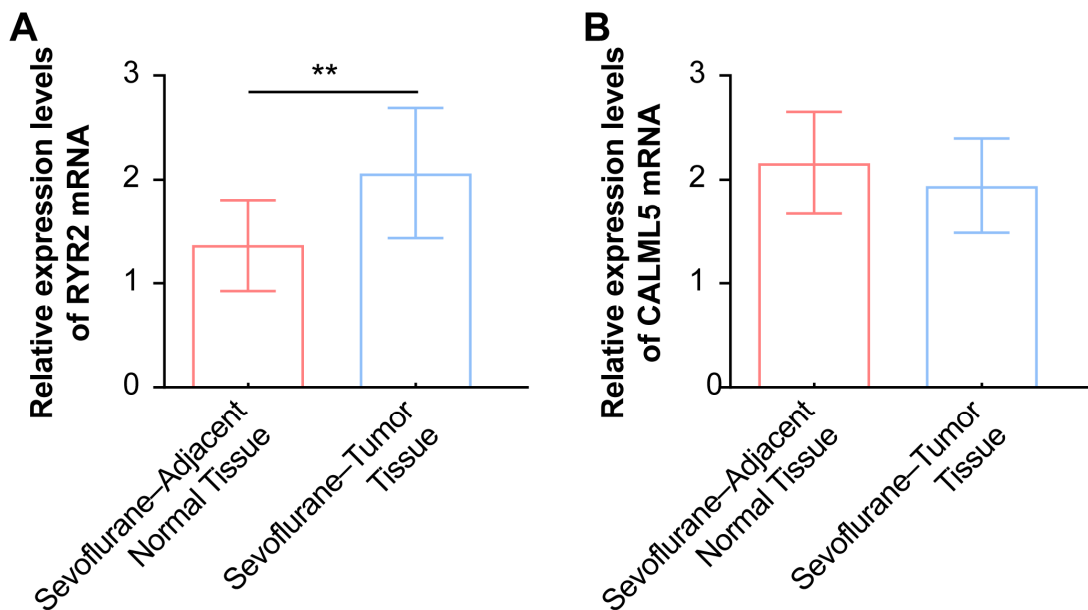 A
Relative expression levels
of RYR2 mRNA
3
2
1
0
**
Sevoflurane–Adjacent
Normal Tissue
Sevoflurane–Tumor
Tissue
B
Relative expression levels
of CALML5 mRNA
3
2
1
0
Sevoflurane–Adjacent
Normal Tissue
Sevoflurane–Tumor
Tissue